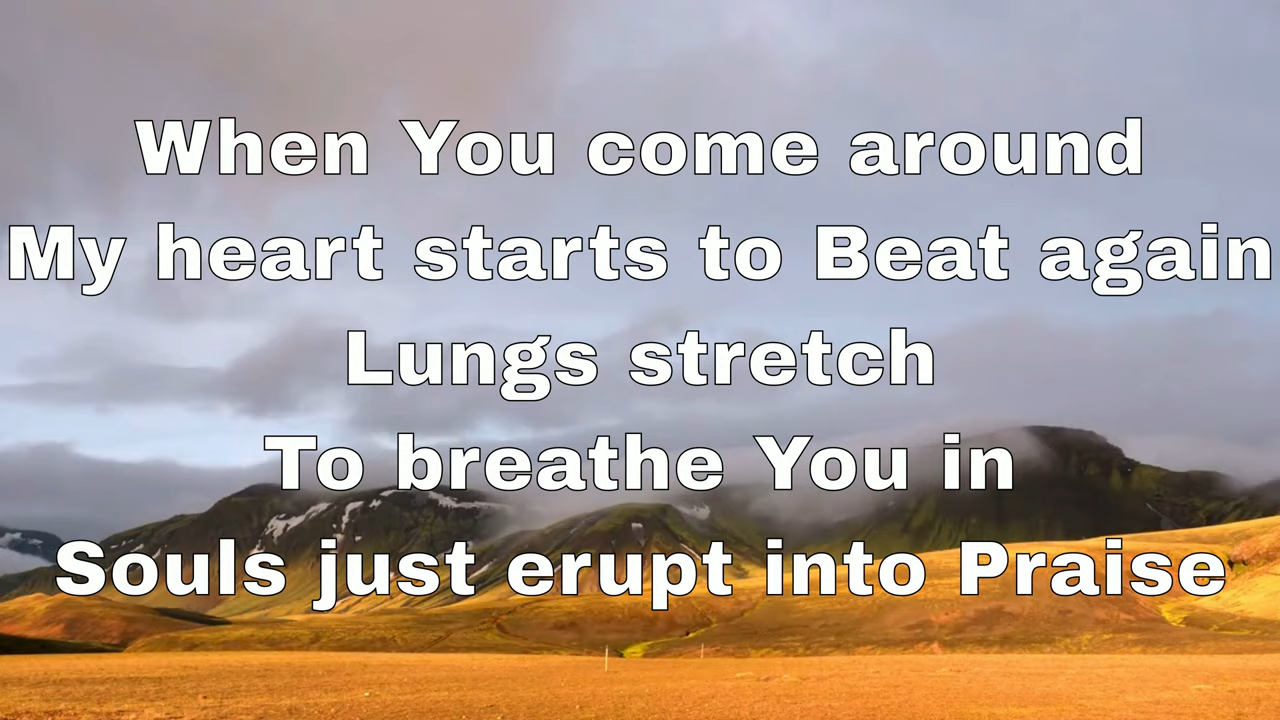 When You come around
My heart starts to Beat again
Lungs stretch
To breathe You in
Souls just erupt into Praise